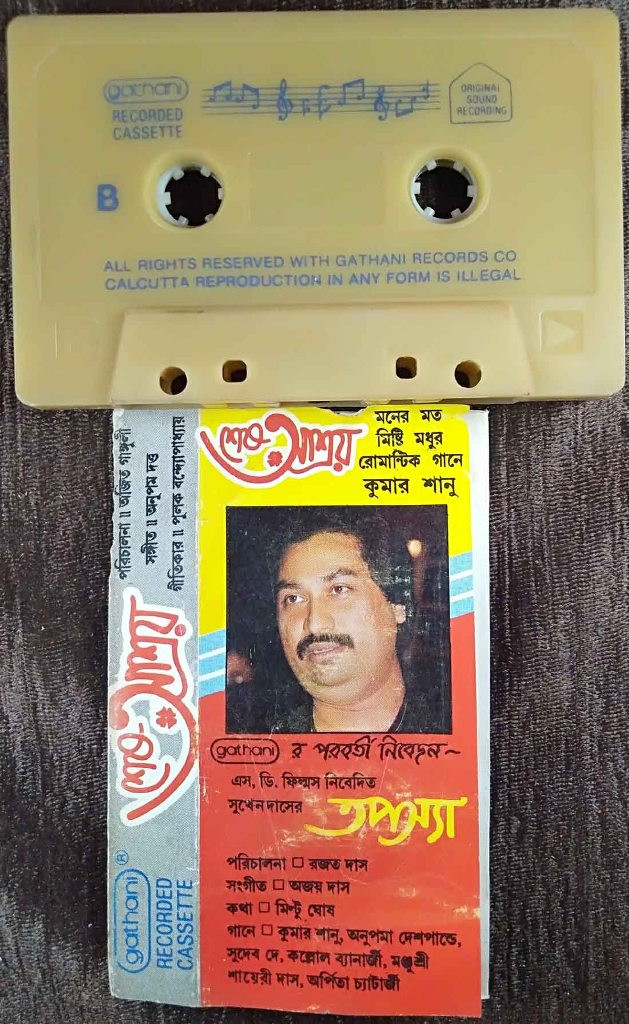 gathani
RECORDED
CASSETTE
ORIGINAL
SOUND
RECORDING
B
ALL RIGHTS RESERVED WITH GATHANI RECORDS CO
CALCUTTA REPRODUCTION IN ANY FORM IS ILLEGAL
পরিচালনা ॥ অজিত গাঙ্গুলী
সঙ্গীত ॥ অনুপম দত্ত
গীতিকার ॥ পুলক বন্দ্যোপাধ্যায়
শেষ আশ্রয়
gathani ®
RECORDED
CASSETTE
শেষ আশ্রয়
মনের মত
মিষ্টি মধুর
রোমান্টিক গানে
কুমার শানু
gathani র পরবর্তী নিবেদন~
এস, ডি. ফিল্মস নিবেদিত
সুখেন দাসের
তপস্যা
পরিচালনা □ রজত দাস
সংগীত □ অজয় দাস
কথা □ মিন্টু ঘোষ
গানে □ কুমার শানু, অনুপমা দেশপান্ডে,
সুদেব দে, কল্লোল ব্যানার্জী, মঞ্জুশ্রী
শায়েরী দাস, অর্পিতা চ্যাটার্জী